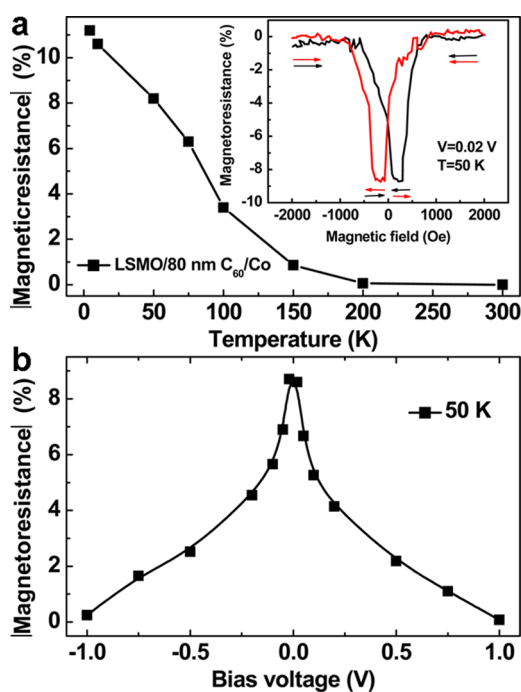 a
|Magneticresistance| (%)
10
8
6
4
2
0
0
50
100
150
200
250
300
Temperature (K)
LSMO/80 nm C60/Co
Magnetoresistance (%)
0
-2
-4
-6
-8
-10
-2000
-1000
0
1000
2000
Magnetic field (Oe)
V=0.02 V
T=50 K
b
|Magnetoresistance| (%)
8
6
4
2
0
-1.0
-0.5
0.0
0.5
1.0
Bias voltage (V)
50 K